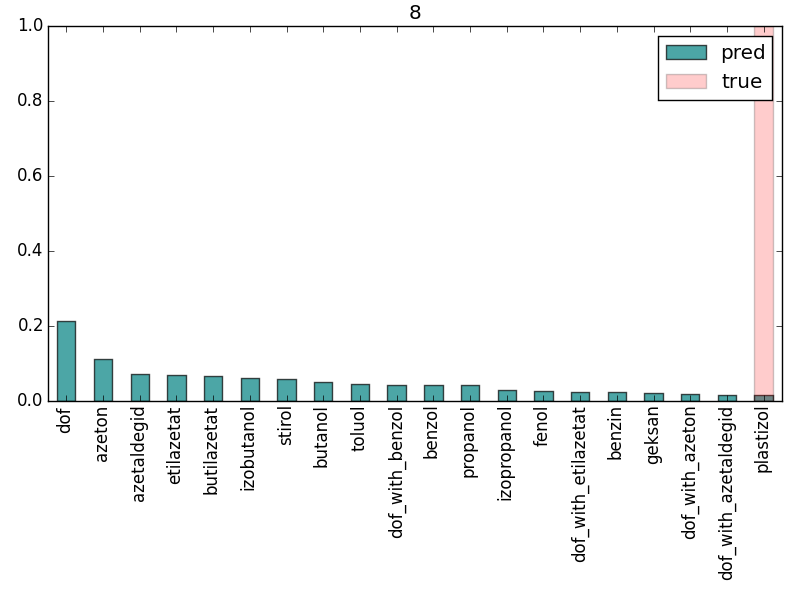 8
1.0
0.8
0.6
0.4
0.2
0.0
pred
true
dof
azeton
azetaldegid
etilazetat
butilazetat
izobutanol
stirol
butanol
toluol
dof_with_benzol
benzol
propanol
izopropanol
fenol
dof_with_etilazetat
benzin
geksan
dof_with_azeton
dof_with_azetaldegid
plastizol